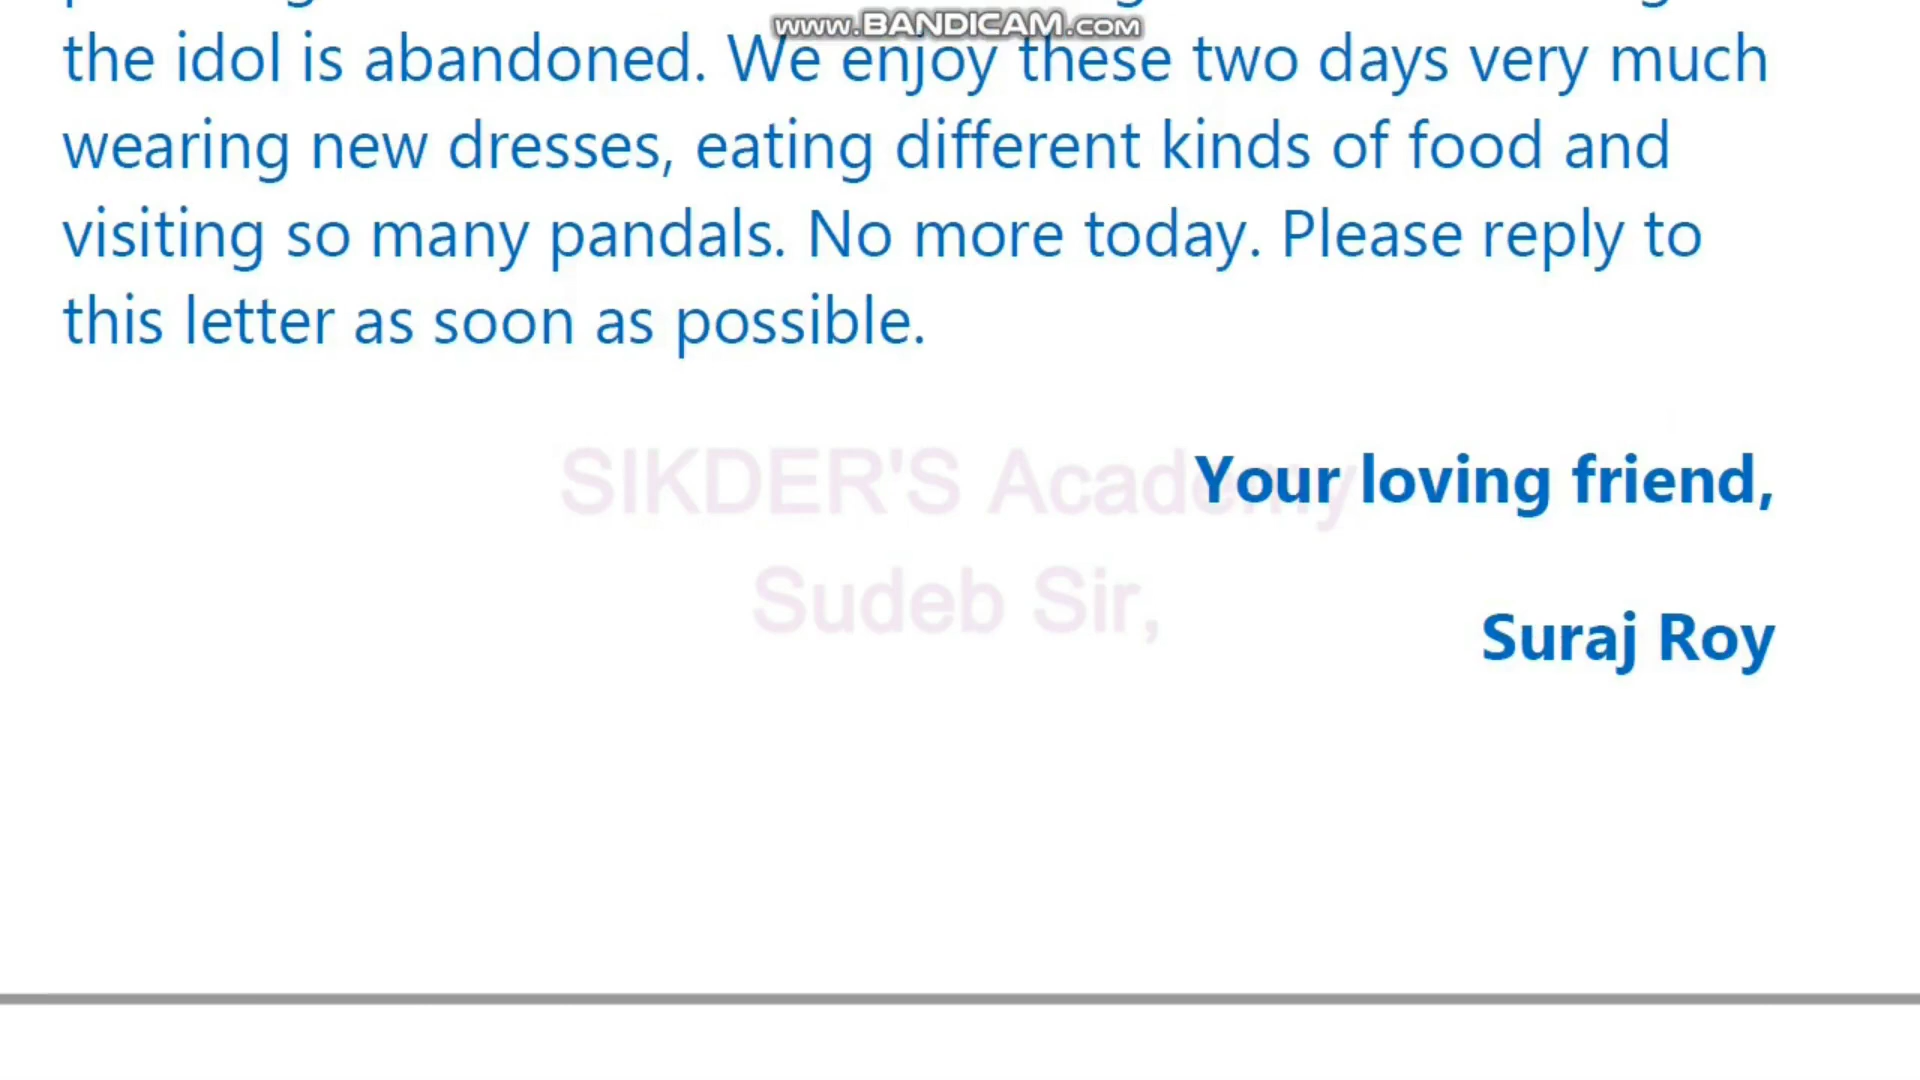 www.BANDICAM.com
the idol is abandoned. We enjoy these two days very much
wearing new dresses, eating different kinds of food and
visiting so many pandals. No more today. Please reply to
this letter as soon as possible.
SIKDER'S Academy
Your loving friend,
Sudeb Sir,
Suraj Roy